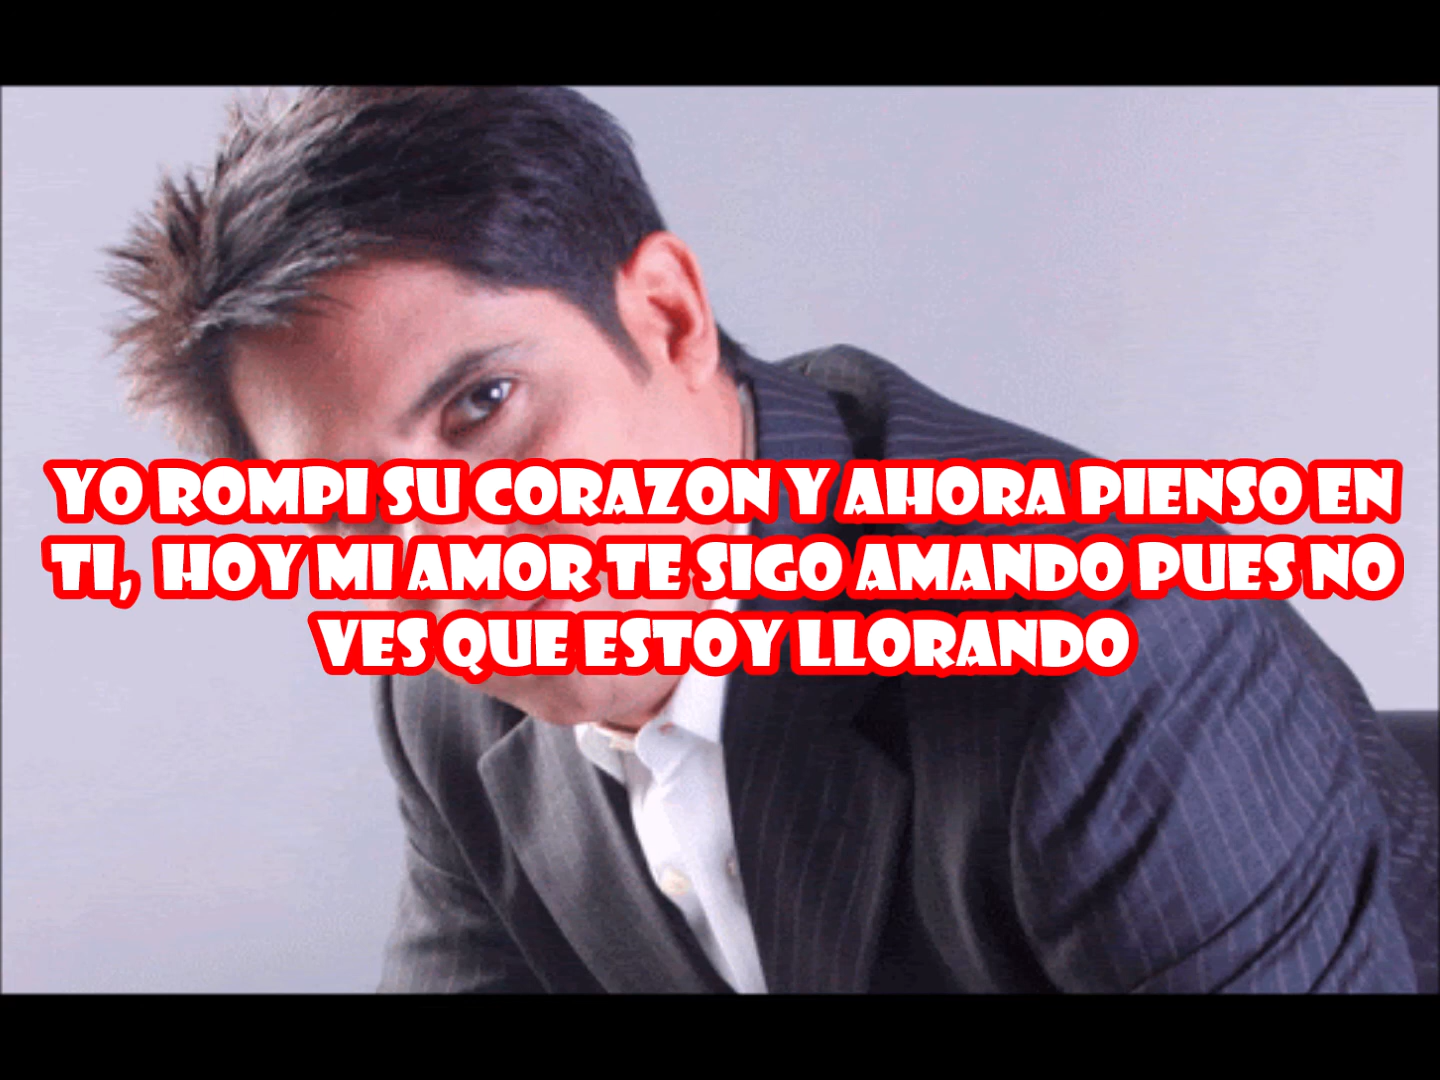 YO ROMPI SU CORAZON Y AHORA PIENSO EN
TI, HOY MI AMOR TE SIGO AMANDO PUES NO
VES QUE ESTOY LLORANDO